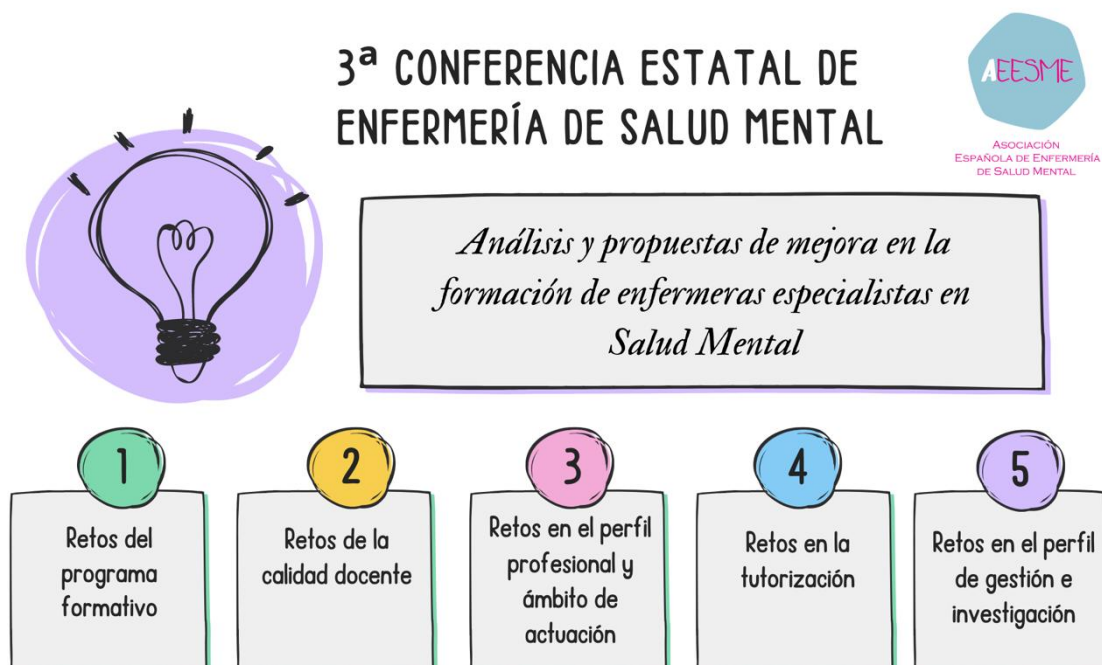 3ª CONFERENCIA ESTATAL DE
ENFERMERÍA DE SALUD MENTAL
AEESME
ASOCIACIÓN
ESPAÑOLA DE ENFERMERÍA
DE SALUD MENTAL
Análisis y propuestas de mejora en la
formación de enfermeras especialistas en
Salud Mental
1
Retos del
programa
formativo
2
Retos de la
calidad docente
3
Retos en el perfil
profesional y
ámbito de
actuación
4
Retos en la
tutorización
5
Retos en el perfil
de gestión e
investigación